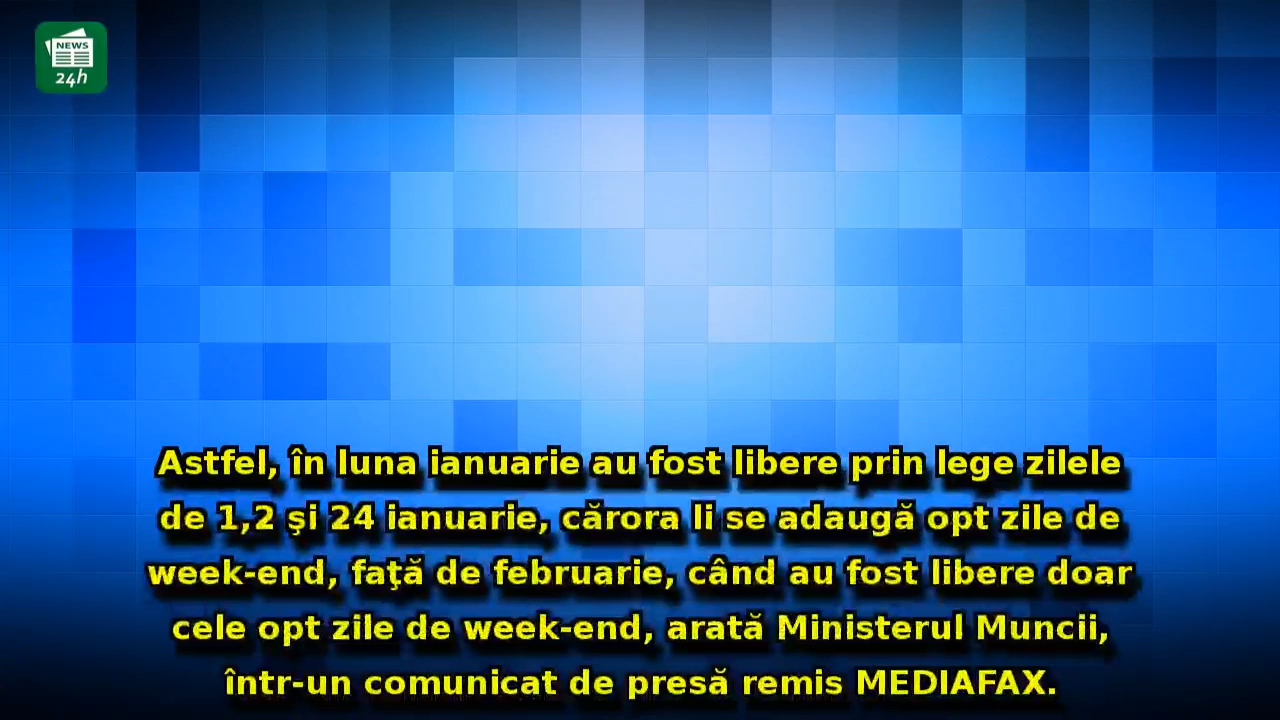 NEWS
24h
Astfel, în luna ianuarie au fost libere prin lege zilele
de 1,2 şi 24 ianuarie, cărora li se adaugă opt zile de
week-end, faţă de februarie, când au fost libere doar
cele opt zile de week-end, arată Ministerul Muncii,
într-un comunicat de presă remis MEDIAFAX.